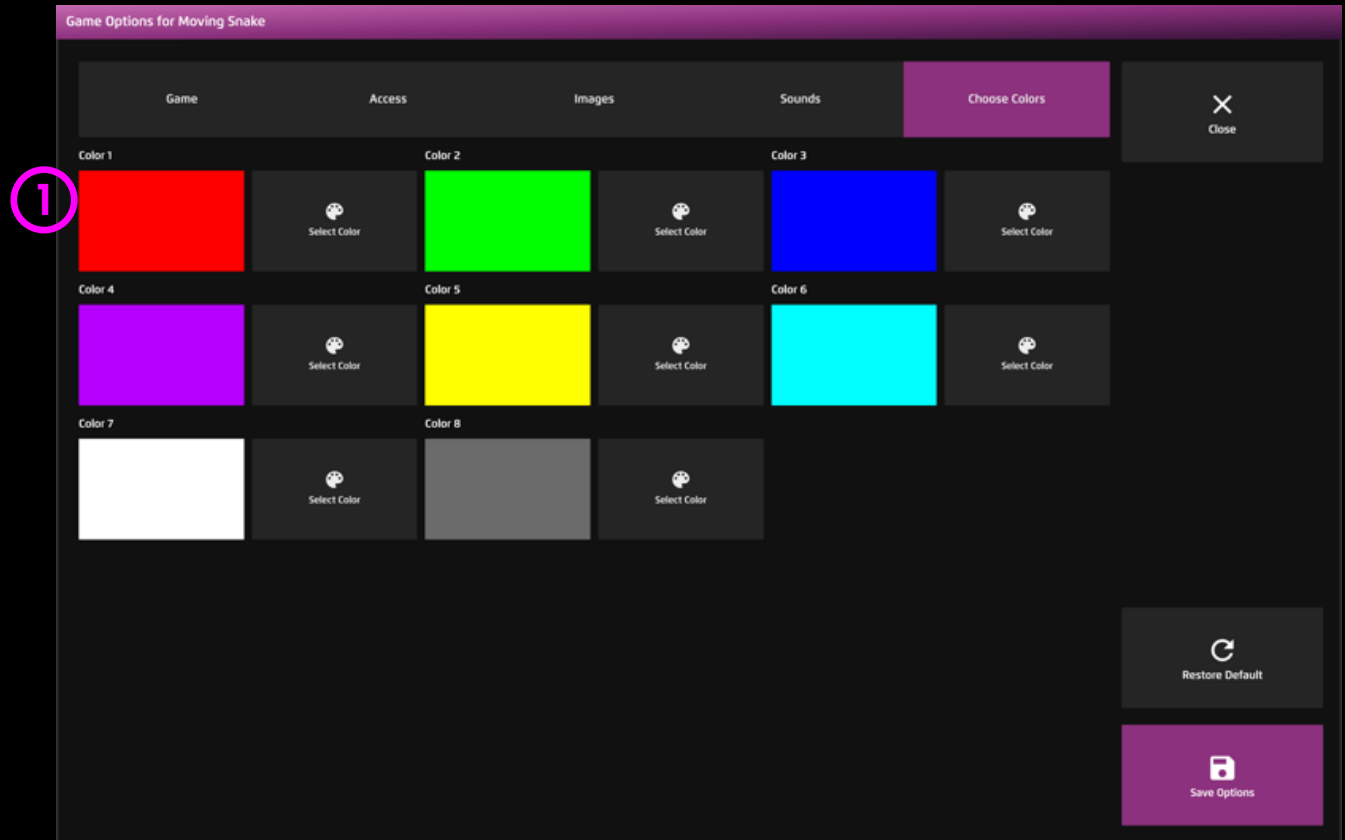 Game Options for Moving Snake
Game Access Images Sounds Choose Colors
Close
Color 1 Color 2 Color 3
1
Select Color Select Color Select Color
Color 4 Color 5 Color 6
Select Color Select Color Select Color
Color 7 Color 8
Select Color Select Color
Restore Default
Save Options